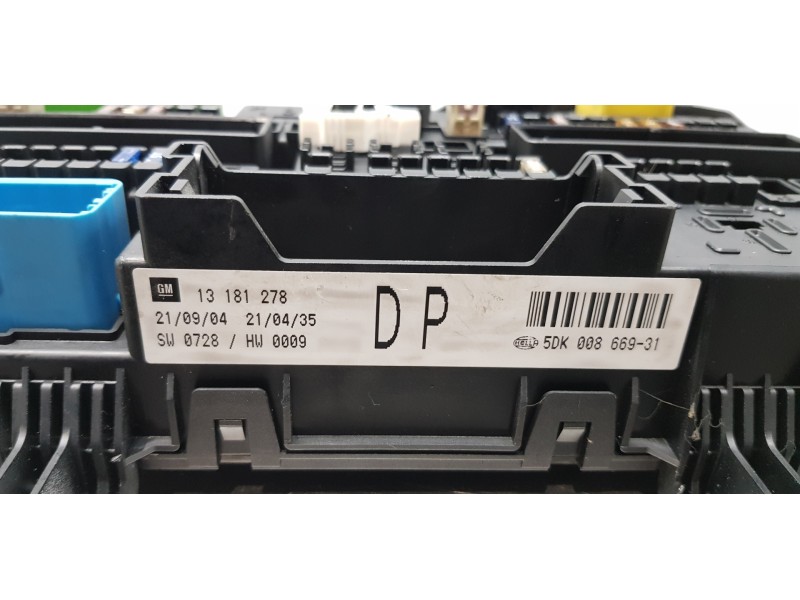 GM 13 181 278
21/09/04 21/04/35
SW 0728 / HW 0009
DP
HELLA 5DK 008 669-31